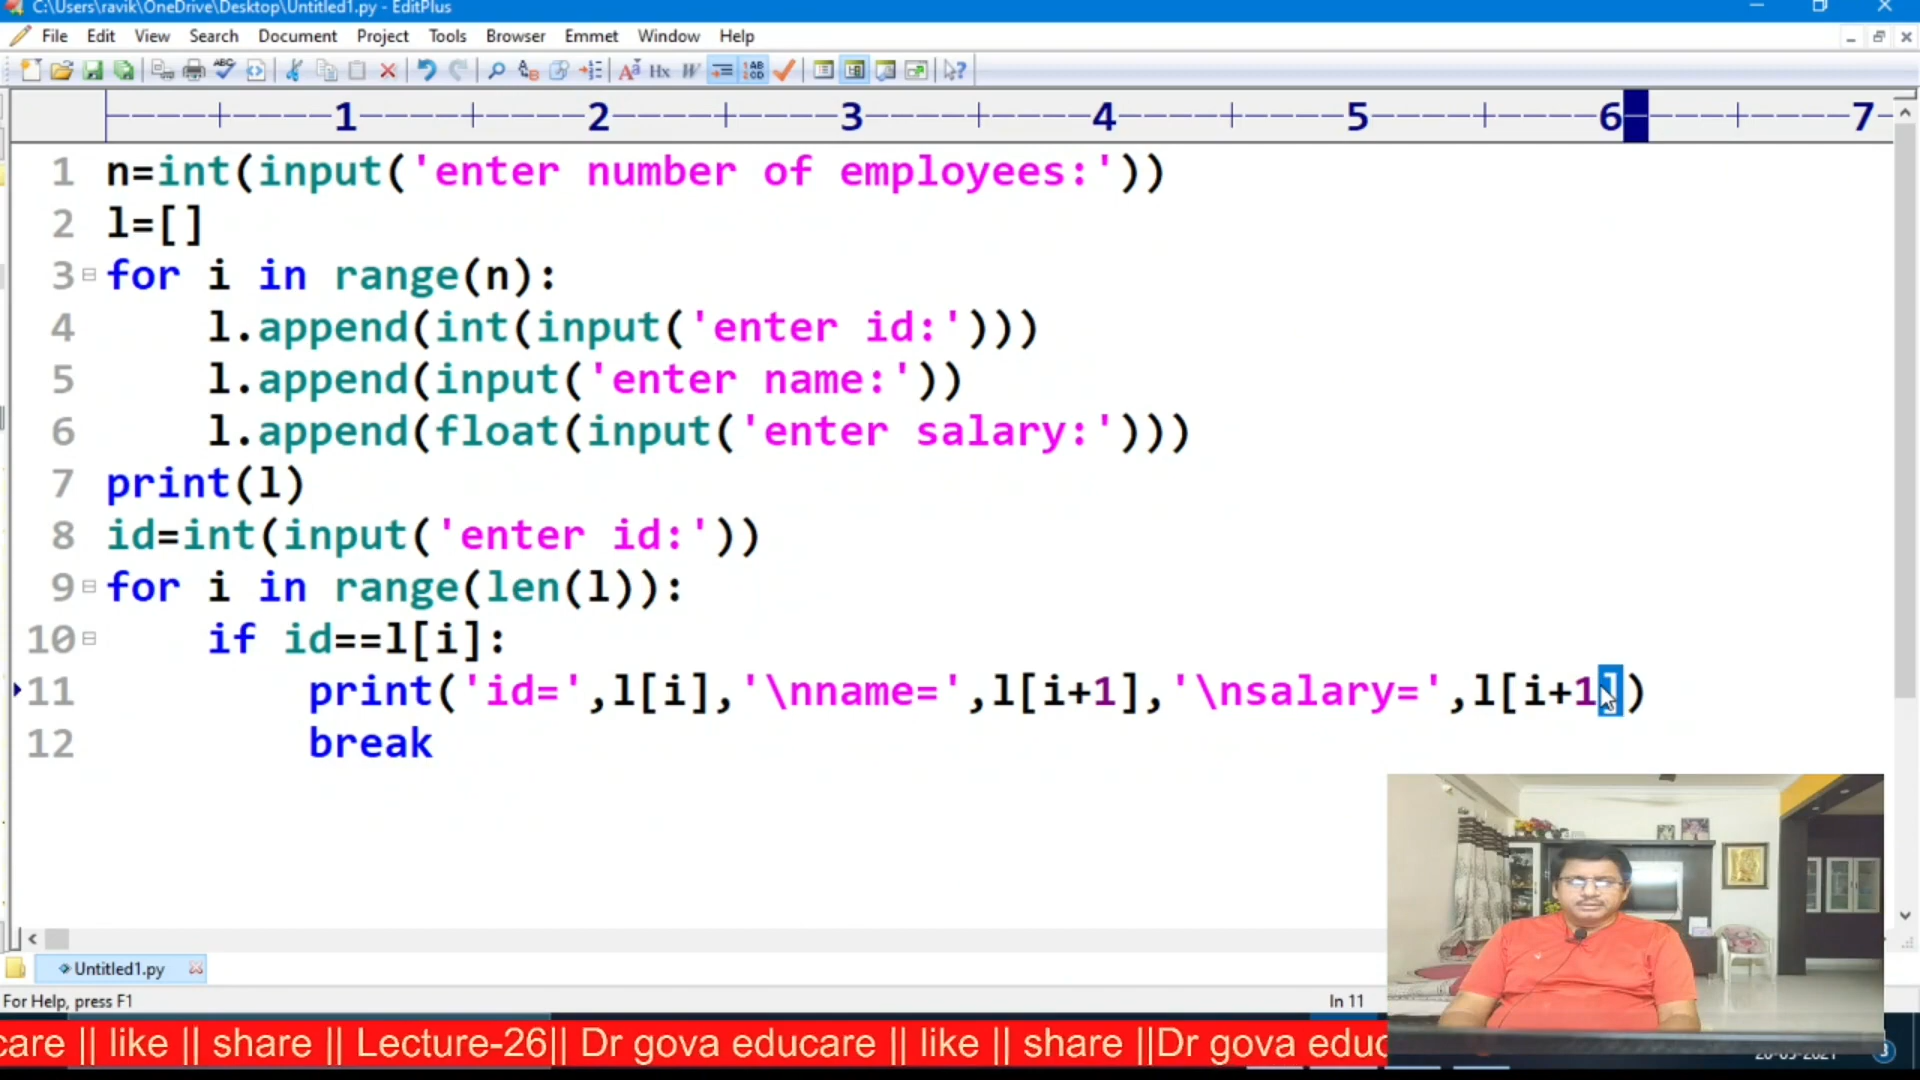 C:\Users\ravik\OneDrive\Desktop\Untitled1.py - EditPlus
File Edit View Search Document Project Tools Browser Emmet Window Help
----+----1----+----2----+----3----+----4----+----5----+----6----+----7-
1 n=int(input('enter number of employees:'))
2 l=[]
3 for i in range(n):
4     l.append(int(input('enter id:')))
5     l.append(input('enter name:'))
6     l.append(float(input('enter salary:')))
7 print(l)
8 id=int(input('enter id:'))
9 for i in range(len(l)):
10     if id==l[i]:
11         print('id=',l[i],'\nname=',l[i+1],'\nsalary=',l[i+1])
12         break
Untitled1.py
For Help, press F1
ln 11
care || like || share || Lecture-26|| Dr gova educare || like || share ||Dr gova educ